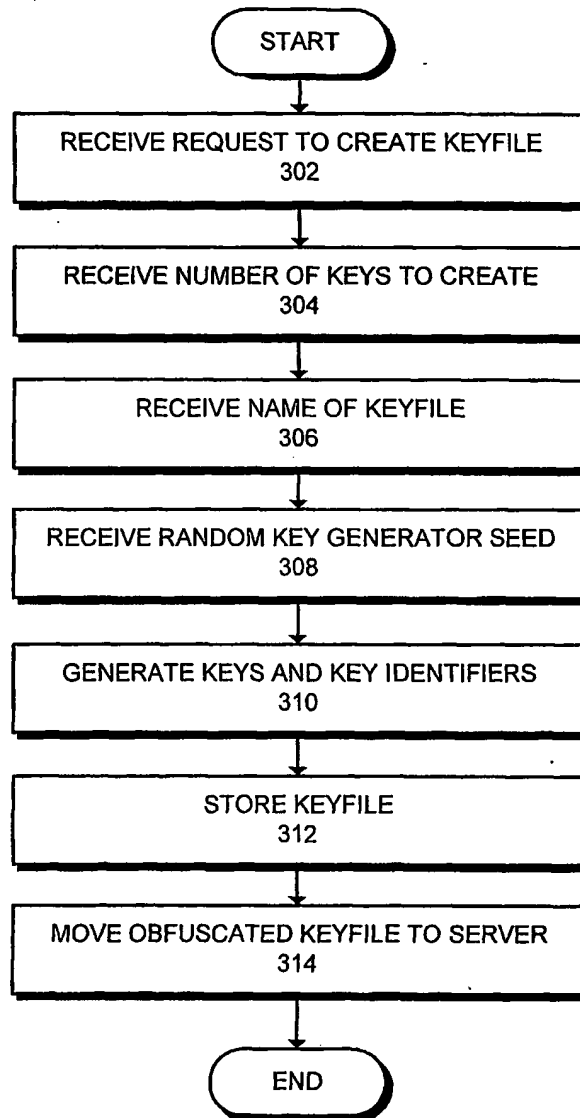 START
RECEIVE REQUEST TO CREATE KEYFILE
302
RECEIVE NUMBER OF KEYS TO CREATE
304
RECEIVE NAME OF KEYFILE
306
RECEIVE RANDOM KEY GENERATOR SEED
308
GENERATE KEYS AND KEY IDENTIFIERS
310
STORE KEYFILE
312
MOVE OBFUSCATED KEYFILE TO SERVER
314
END